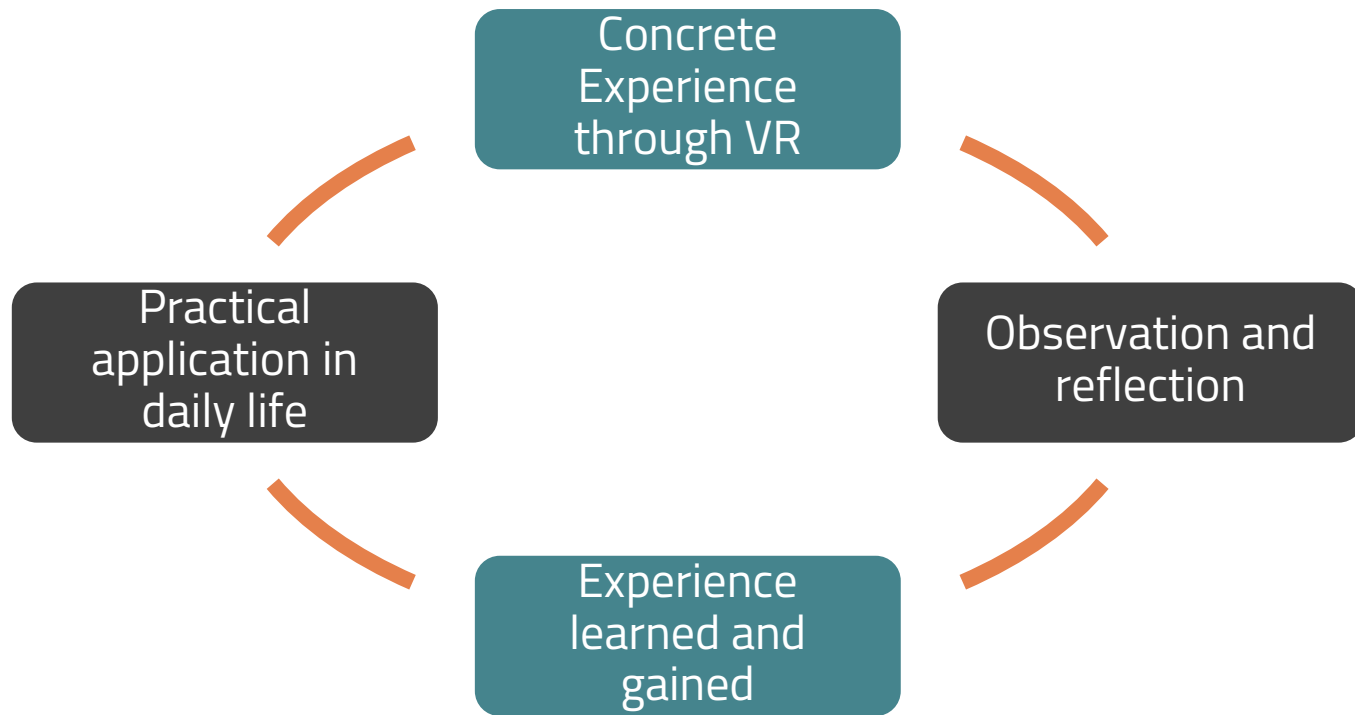 Concrete
Experience
through VR
Observation and
reflection
Experience
learned and
gained
Practical
application in
daily life